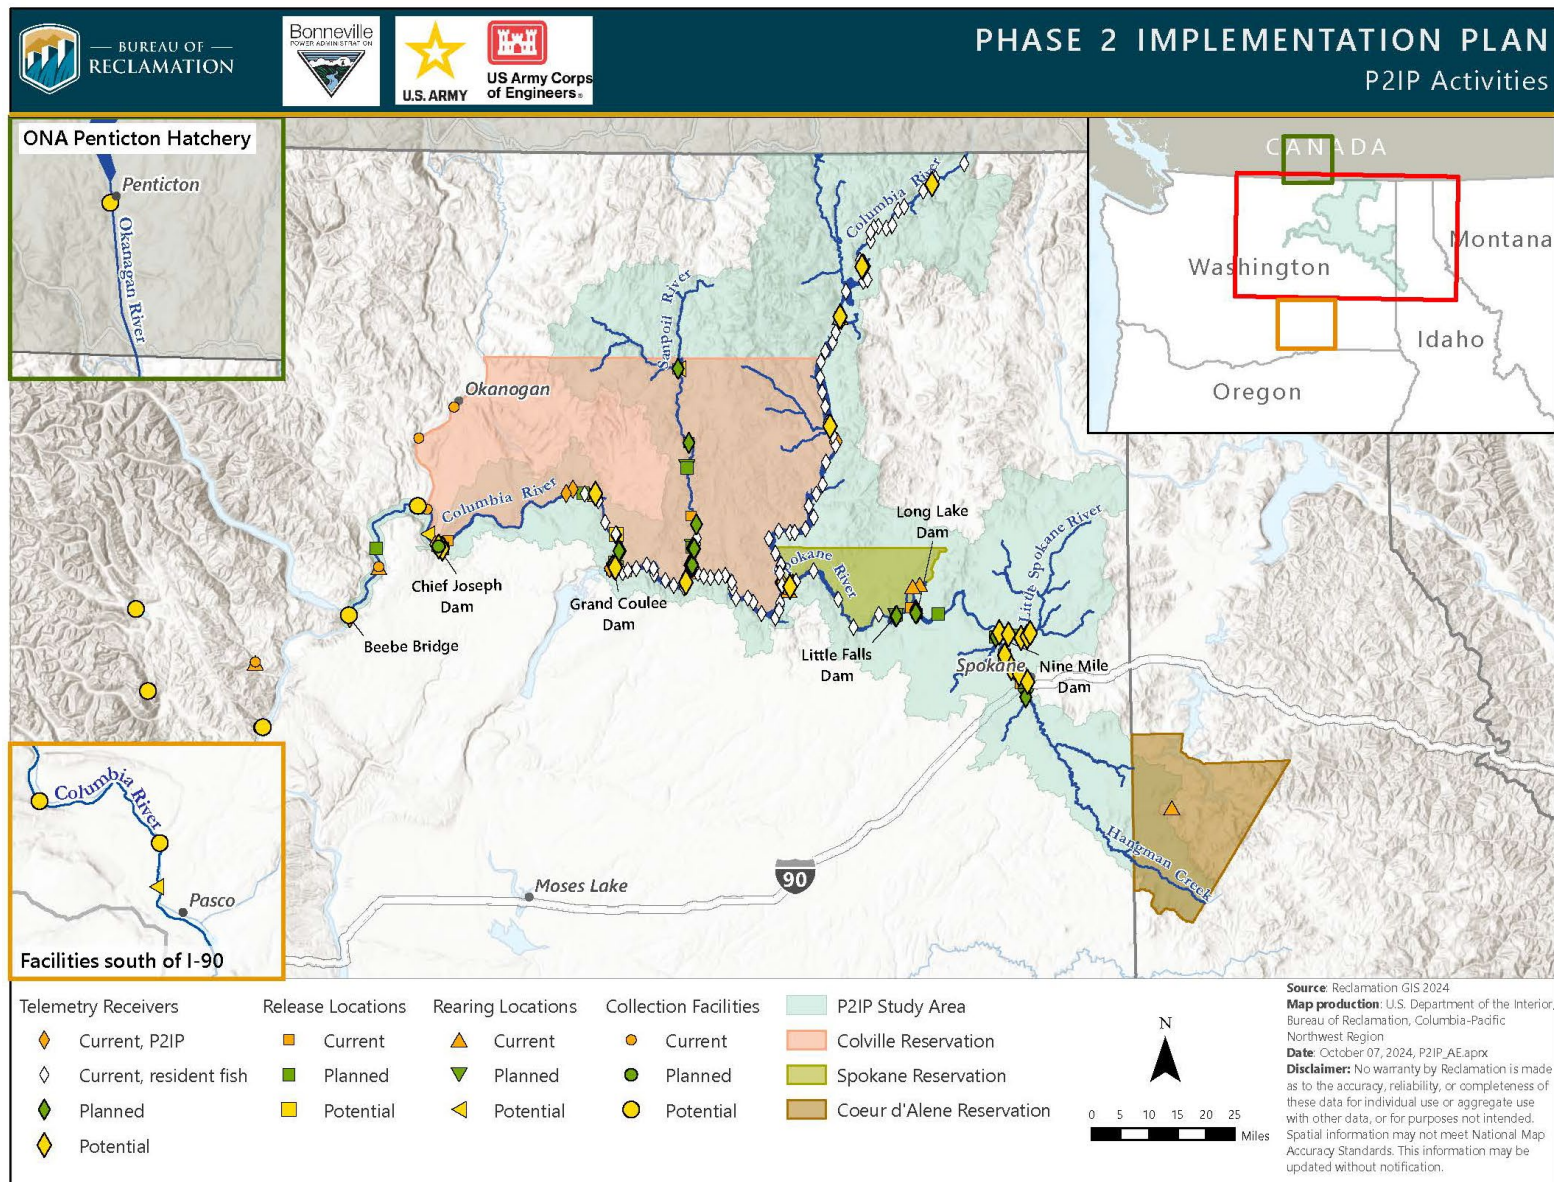 BUREAU OF
RECLAMATION
Bonneville
POWER ADMINISTRATION
U.S. ARMY
US Army Corps
of Engineers®
PHASE 2 IMPLEMENTATION PLAN
P2IP Activities
ONA Penticton Hatchery
Penticton
Okanagan River
CANADA
Washington
Montana
Idaho
Oregon
Columbia River
Sanpoil River
Okanogan
Columbia River
Chief Joseph
Dam
Beebe Bridge
Grand Coulee
Dam
Spokane River
Long Lake
Dam
Little Falls
Dam
Little Spokane River
Spokane
Nine Mile
Dam
Hangman Creek
90
Moses Lake
Columbia River
Pasco
Facilities south of I-90
Telemetry Receivers
Current, P2IP
Current, resident fish
Planned
Potential
Release Locations
Current
Planned
Potential
Rearing Locations
Current
Planned
Potential
Collection Facilities
Current
Planned
Potential
P2IP Study Area
Colville Reservation
Spokane Reservation
Coeur d'Alene Reservation
N
0 5 10 15 20 25
Miles
Source: Reclamation GIS 2024
Map production: U.S. Department of the Interior,
Bureau of Reclamation, Columbia-Pacific
Northwest Region
Date: October 07, 2024, P2IP_AE.aprx
Disclaimer: No warranty by Reclamation is made
as to the accuracy, reliability, or completeness of
these data for individual use or aggregate use
with other data, or for purposes not intended.
Spatial information may not meet National Map
Accuracy Standards. This information may be
updated without notification.